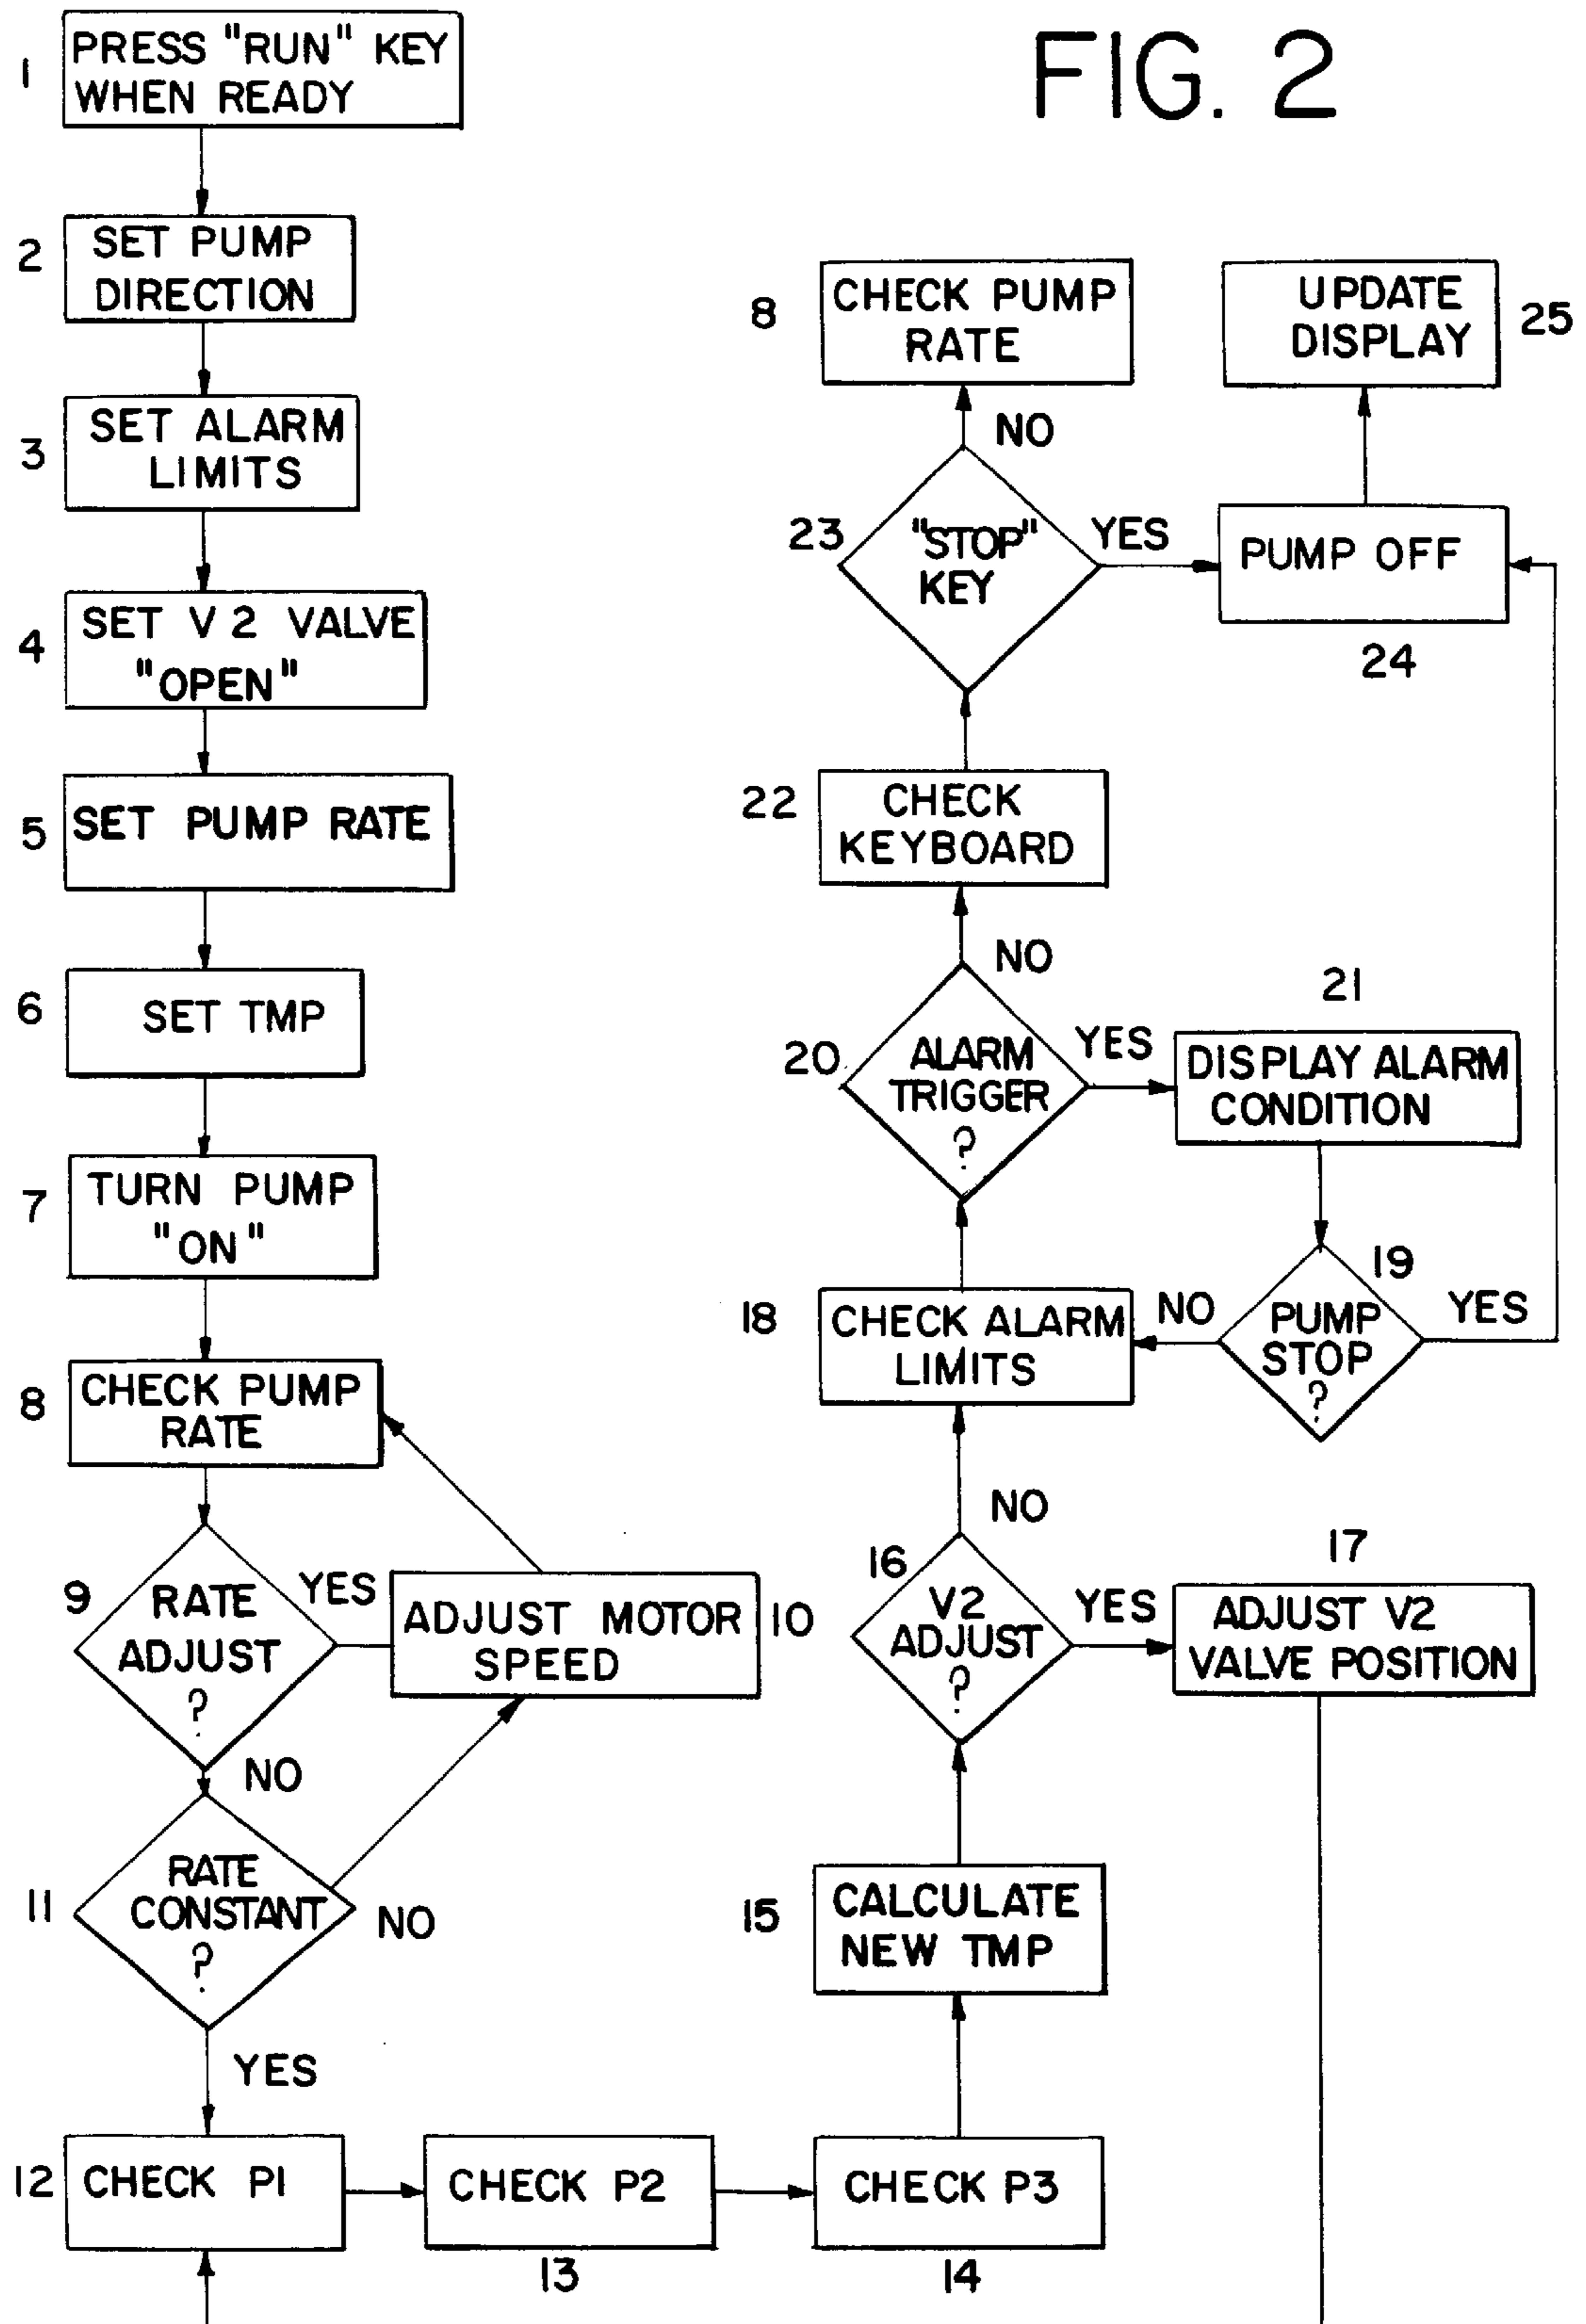 FIG. 2
1
PRESS "RUN" KEY
WHEN READY
2
SET PUMP
DIRECTION
3
SET ALARM
LIMITS
4
SET V2 VALVE
"OPEN"
5
SET PUMP RATE
6
SET TMP
7
TURN PUMP
"ON"
8
CHECK PUMP
RATE
9
RATE
ADJUST
?
YES
ADJUST MOTOR
SPEED
10
NO
11
RATE
CONSTANT
?
NO
YES
12
CHECK P1
CHECK P2
13
CHECK P3
14
15
CALCULATE
NEW TMP
16
V2
ADJUST
?
YES
17
ADJUST V2
VALVE POSITION
NO
18
CHECK ALARM
LIMITS
NO
19
PUMP
STOP
?
YES
20
ALARM
TRIGGER
?
YES
21
DISPLAY ALARM
CONDITION
NO
22
CHECK
KEYBOARD
23
"STOP"
KEY
YES
PUMP OFF
24
NO
8
CHECK PUMP
RATE
UPDATE
DISPLAY
25